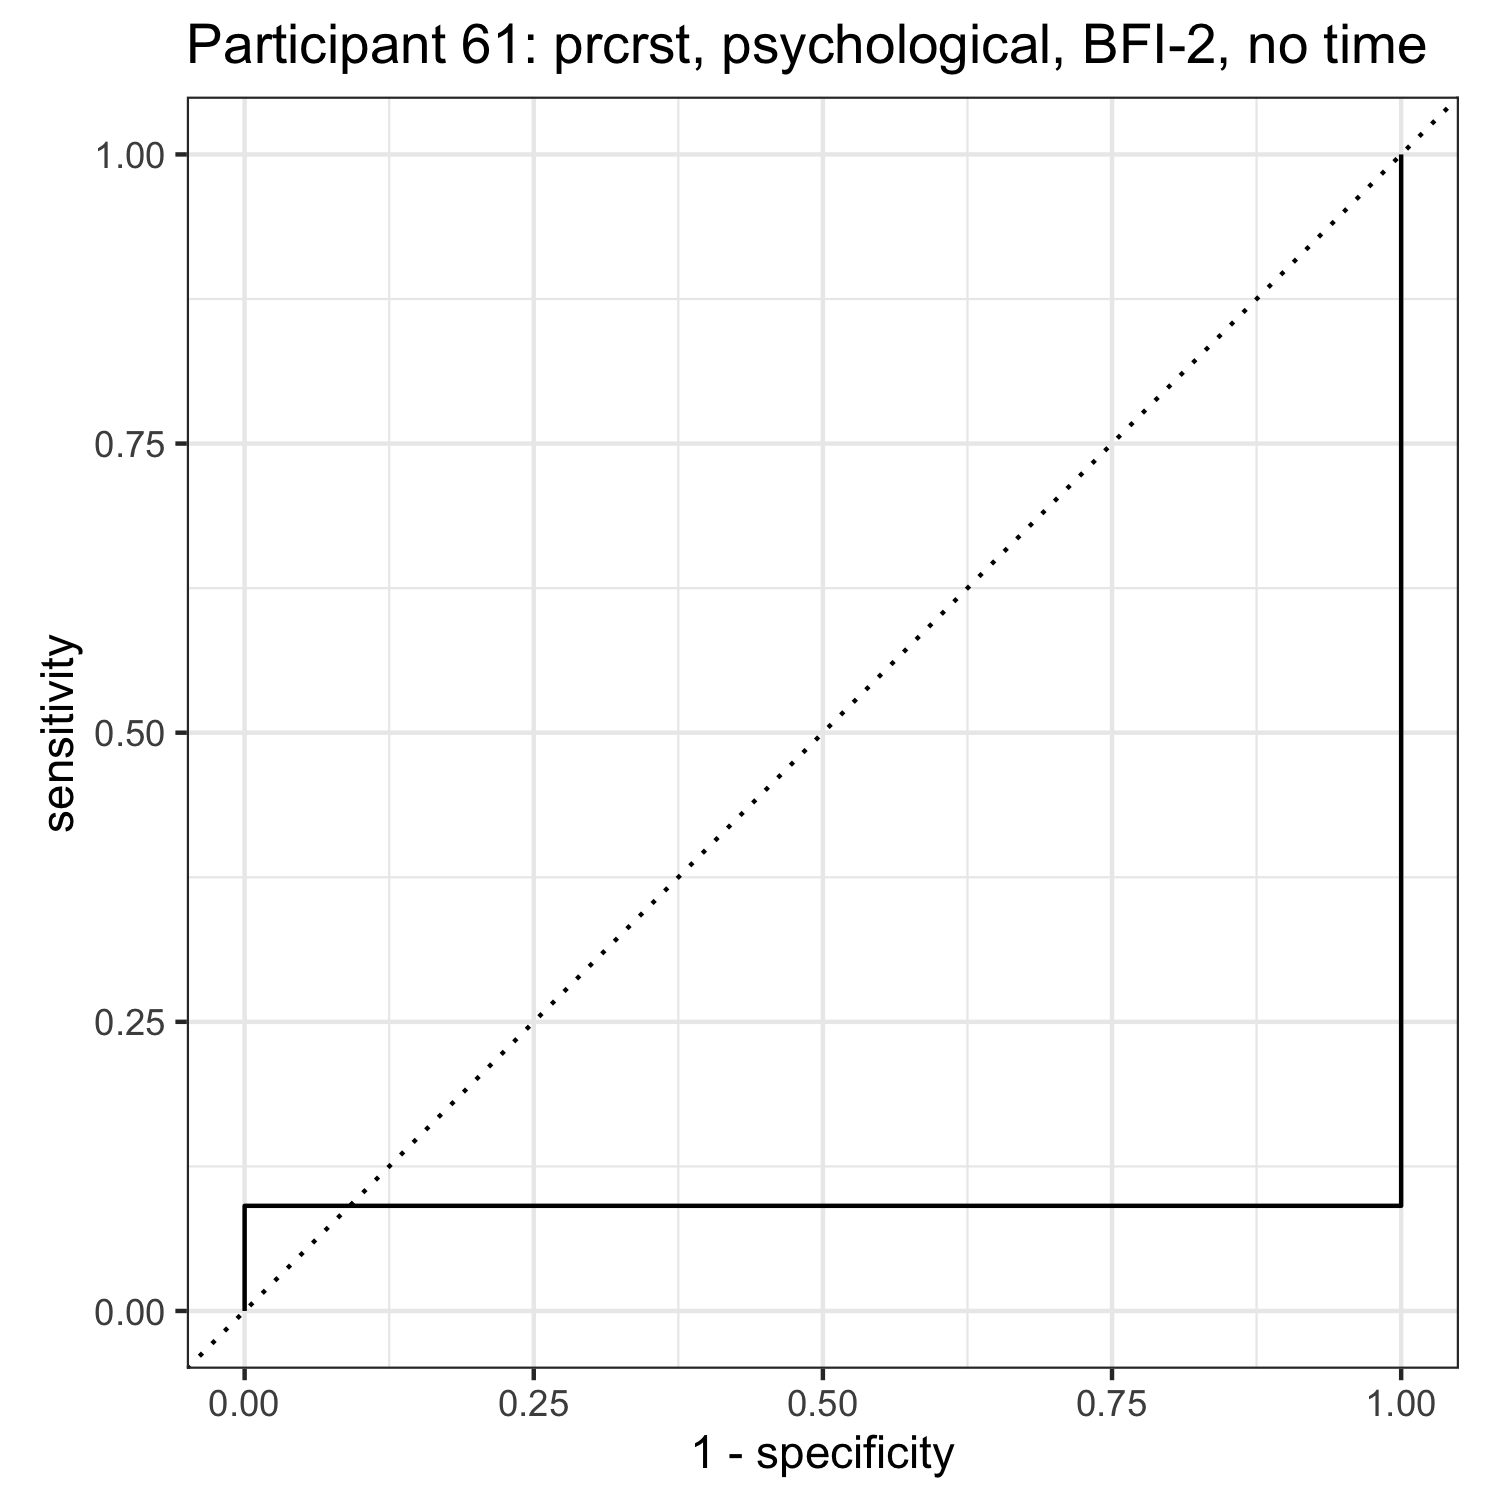 Participant 61: prcrst, psychological, BFI-2, no time
1.00
0.75
0.50
0.25
0.00
sensitivity
0.00 0.25 0.50 0.75 1.00
1 - specificity